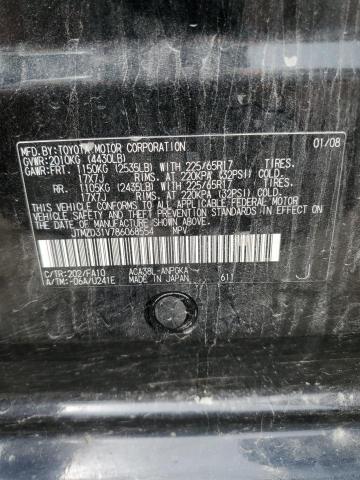 MFD.BY:TOYOTA MOTOR CORPORATION 01/08
GVWR:2010KG (4430LB)
GAWR:FRT. 1150KG (2535LB) WITH 225/65R17 TIRES.
17X7J RIMS. AT 220KPA (32PSI) COLD.
RR. 1105KG (2435LB) WITH 225/65R17 TIRES.
17X7J RIMS. AT 220KPA (32PSI) COLD.
THIS VEHICLE CONFORMS TO ALL APPLICABLE FEDERAL MOTOR
VEHICLE SAFETY AND BUMPER STANDARDS IN EFFECT ON
THE DATE OF MANUFACTURE SHOWN ABOVE.
JTMZD31V786068554 MPV
C/TR:202/FA10 ACA38L-ANPGKA
A/TM:-06A/U241E MADE IN JAPAN 611